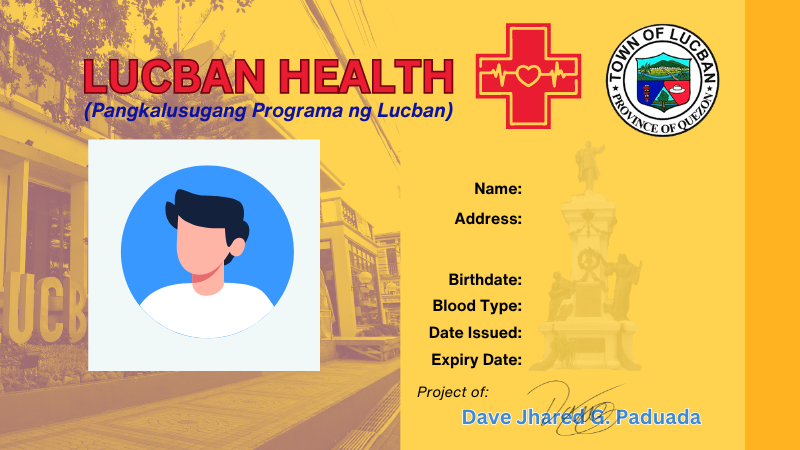 LUCBAN HEALTH
(Pangkalusugang Programa ng Lucban)
TOWN OF LUCBAN
PROVINCE OF QUEZON
UCB
Name:
Address:
Birthdate:
Blood Type:
Date Issued:
Expiry Date:
Project of:
Dave Jhared G. Paduada